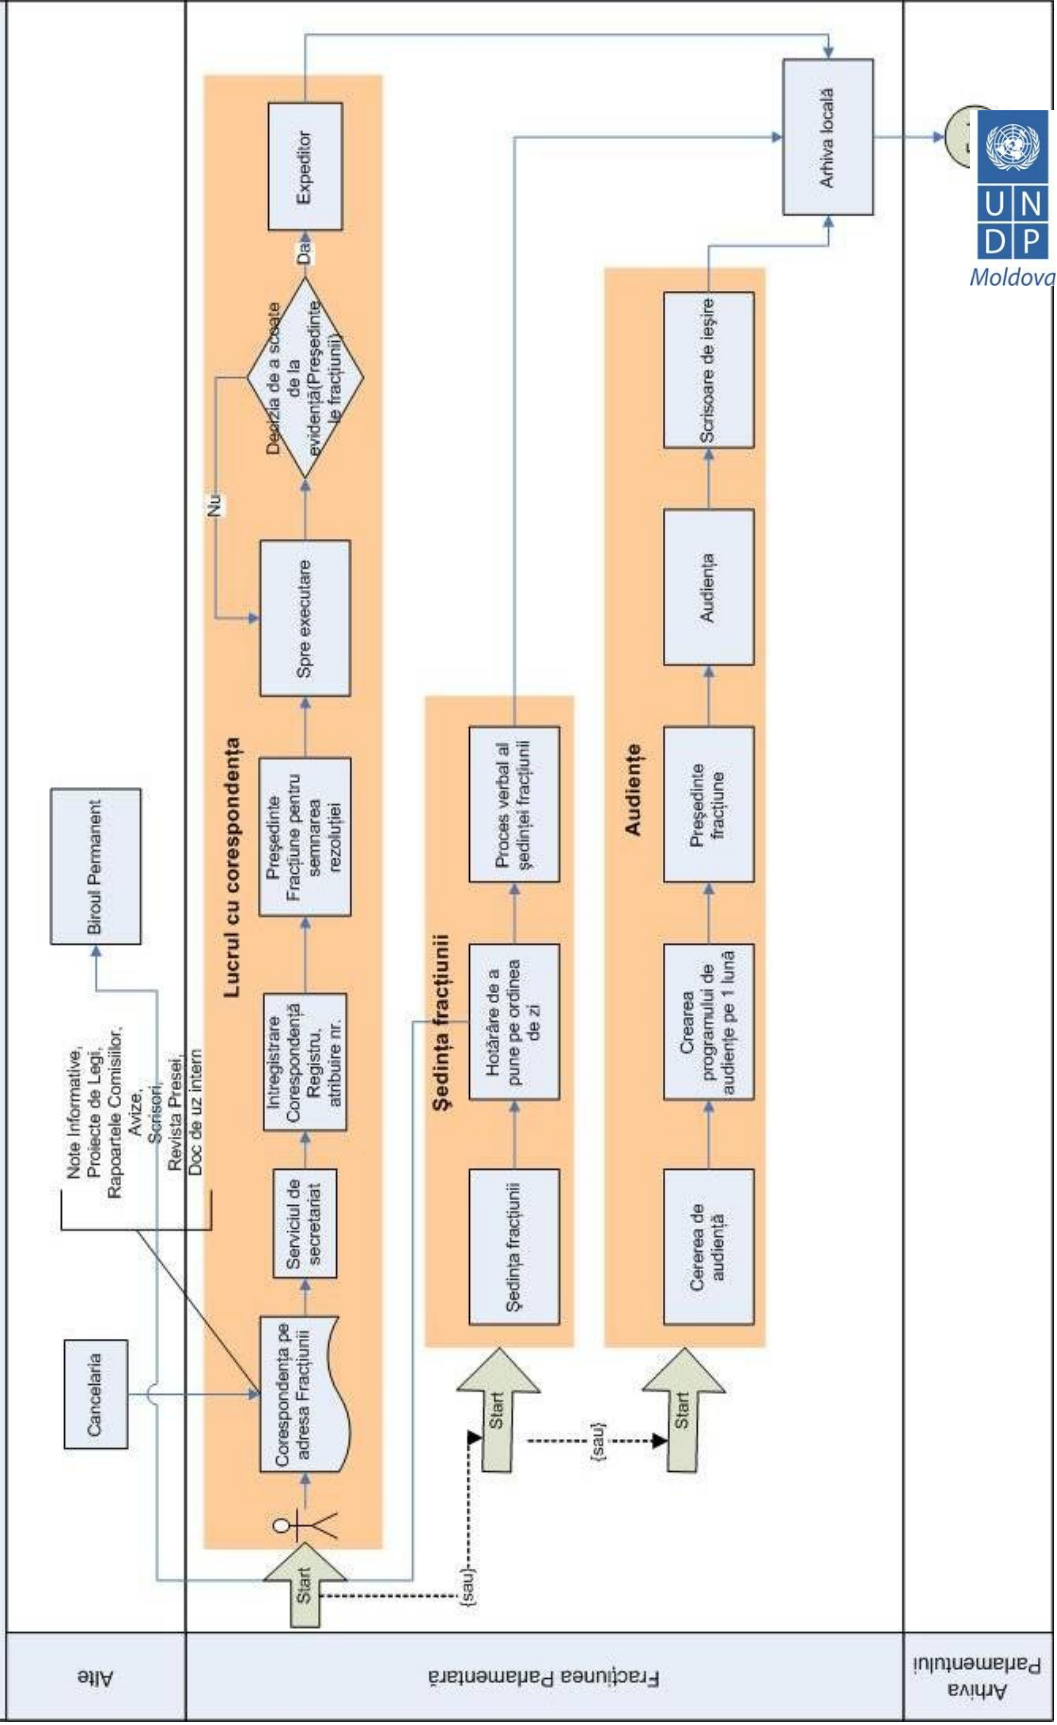 Alte
Cancelaria
Note Informative,
Proiecte de Legi,
Rapoartele Comisiilor,
Avize,
Scrisori,
Revista Presei,
Doc de uz intern
Biroul Permanent
Fracțiunea Parlamentară
Lucrul cu corespondența
Start
Corespondența pe
adresa Fracțiunii
Serviciul de
secretariat
Intregistrare
Corespondență
Registru,
atribuire nr.
Președinte
Fracțiune pentru
semnarea
rezoluției
Spre executare
Nu
Decizia de a scoate
de la
evidență(Președinte
le fracțiunii)
Da
Expeditor
{sau}
Ședința fracțiunii
Start
Ședința fracțiunii
Hotărâre de a
pune pe ordinea
de zi
Proces verbal al
ședinței fracțiunii
{sau}
Audiențe
Start
Cererea de
audiență
Crearea
programului de
audiențe pe 1 lună
Președinte
fracțiune
Audiența
Scrisoare de ieșire
Arhiva locală
Arhiva
Parlamentului
U N
D P
Moldova